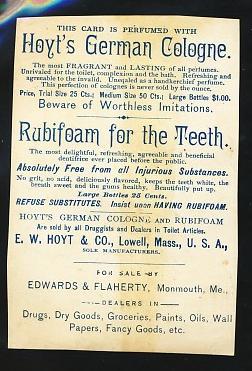 THIS CARD IS PERFUMED WITH
Hoyt's German Cologne.
The most FRAGRANT and LASTING of all perfumes.
Unrivaled for the toilet, complexion and the bath. Refreshing and
agreeable to the invalid. Unequaled as a handkerchief perfume.
This perfection of colognes is never sold by the ounce.
Price, Trial Size 25 Cts.; Medium Size 50 Cts.; Large Bottles $1.00.
Beware of Worthless Imitations.
Rubifoam for the Teeth.
The most delightful, refreshing, agreeable and beneficial
dentifrice ever placed before the public.
Absolutely Free from all Injurious Substances.
No grit, no acid, deliciously flavored, keeps the teeth white, the
breath sweet and the gums healthy. Beautifully put up.
Large Bottles 25 Cents.
REFUSE SUBSTITUTES. Insist upon HAVING RUBIFOAM.
HOYT'S GERMAN COLOGNE AND RUBIFOAM
Are sold by all Druggists and Dealers in Toilet Articles.
E. W. HOYT & CO., Lowell, Mass., U. S. A.,
SOLE MANUFACTURERS.
FOR SALE BY
EDWARDS & FLAHERTY, Monmouth, Me.,
DEALERS IN
Drugs, Dry Goods, Groceries, Paints, Oils, Wall
Papers, Fancy Goods, etc.